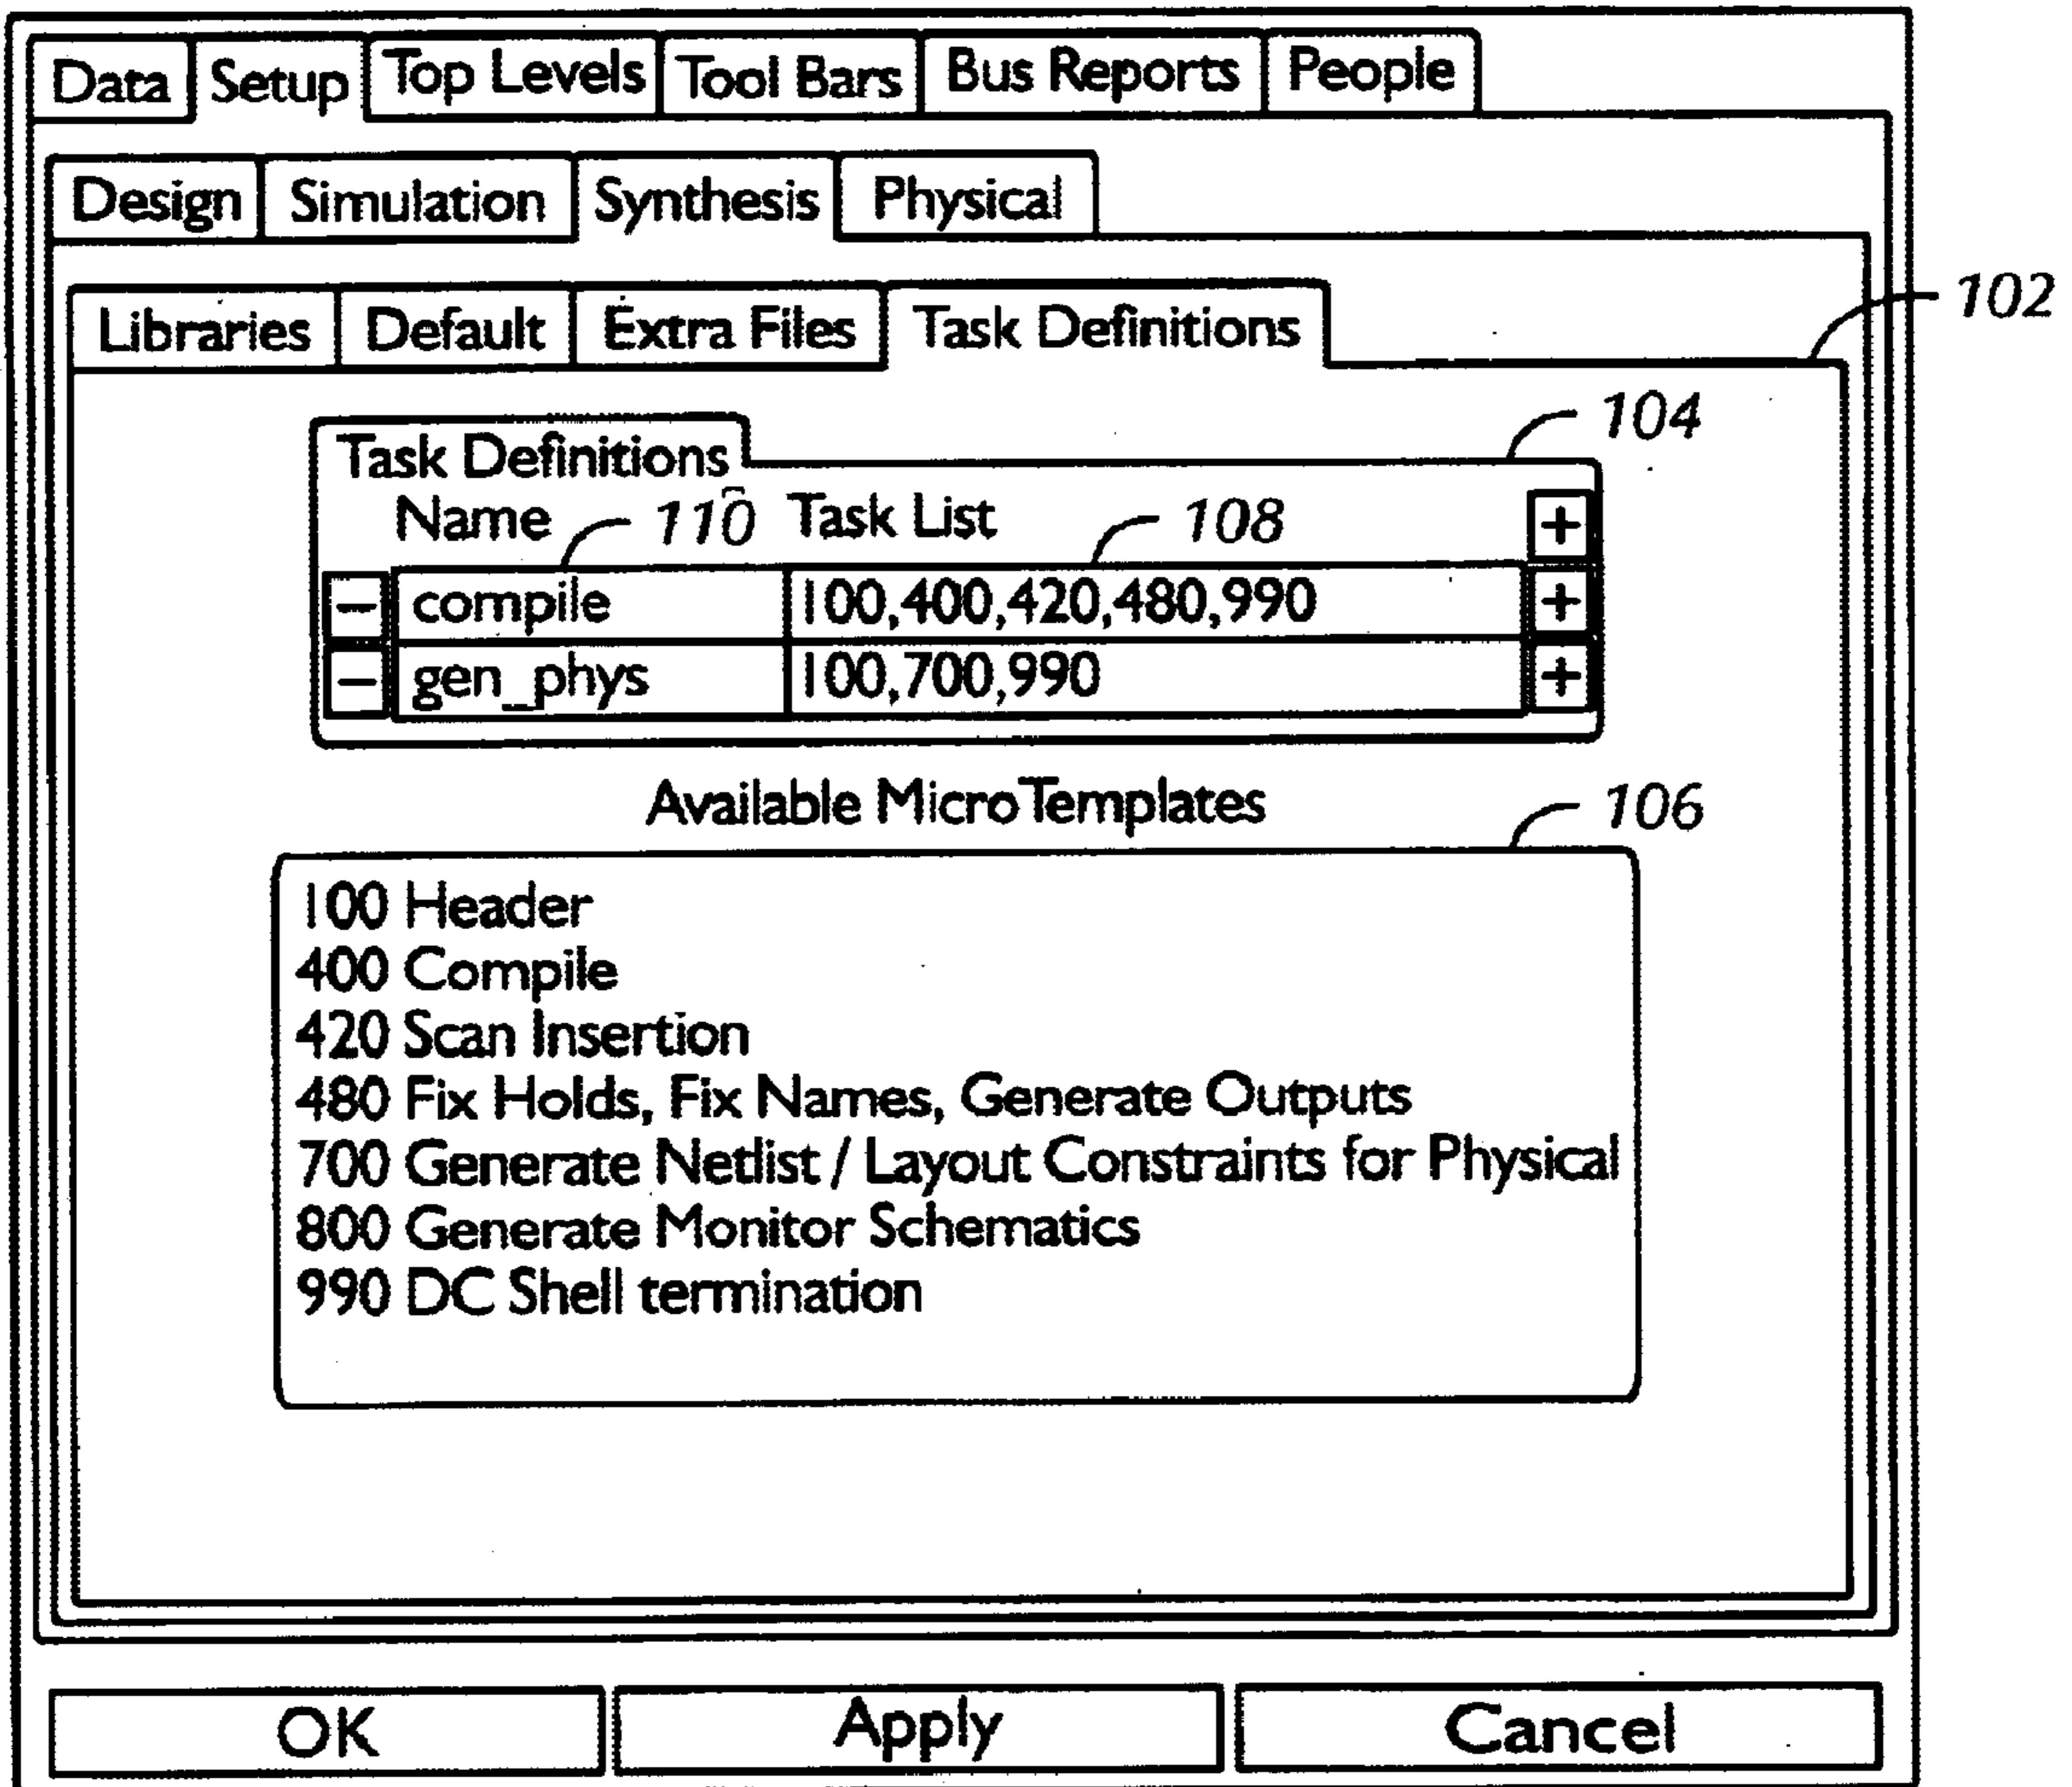 Data Setup Top Levels Tool Bars Bus Reports People
Design Simulation Synthesis Physical
Libraries Default Extra Files Task Definitions 102
104
Task Definitions
Name 110 Task List 108 +
− compile 100,400,420,480,990 +
− gen_phys 100,700,990 +
Available MicroTemplates 106
100 Header
400 Compile
420 Scan Insertion
480 Fix Holds, Fix Names, Generate Outputs
700 Generate Netlist / Layout Constraints for Physical
800 Generate Monitor Schematics
990 DC Shell termination
OK Apply Cancel